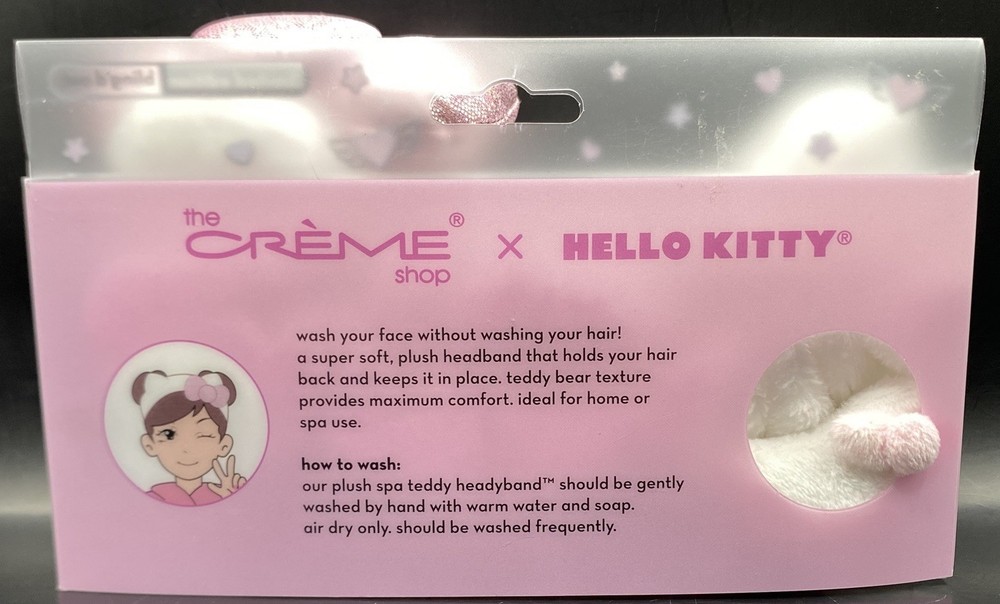 the
CRÈME®
shop
X
HELLO KITTY®
wash your face without washing your hair!
a super soft, plush headband that holds your hair
back and keeps it in place. teddy bear texture
provides maximum comfort. ideal for home or
spa use.
how to wash:
our plush spa teddy headyband™ should be gently
washed by hand with warm water and soap.
air dry only. should be washed frequently.